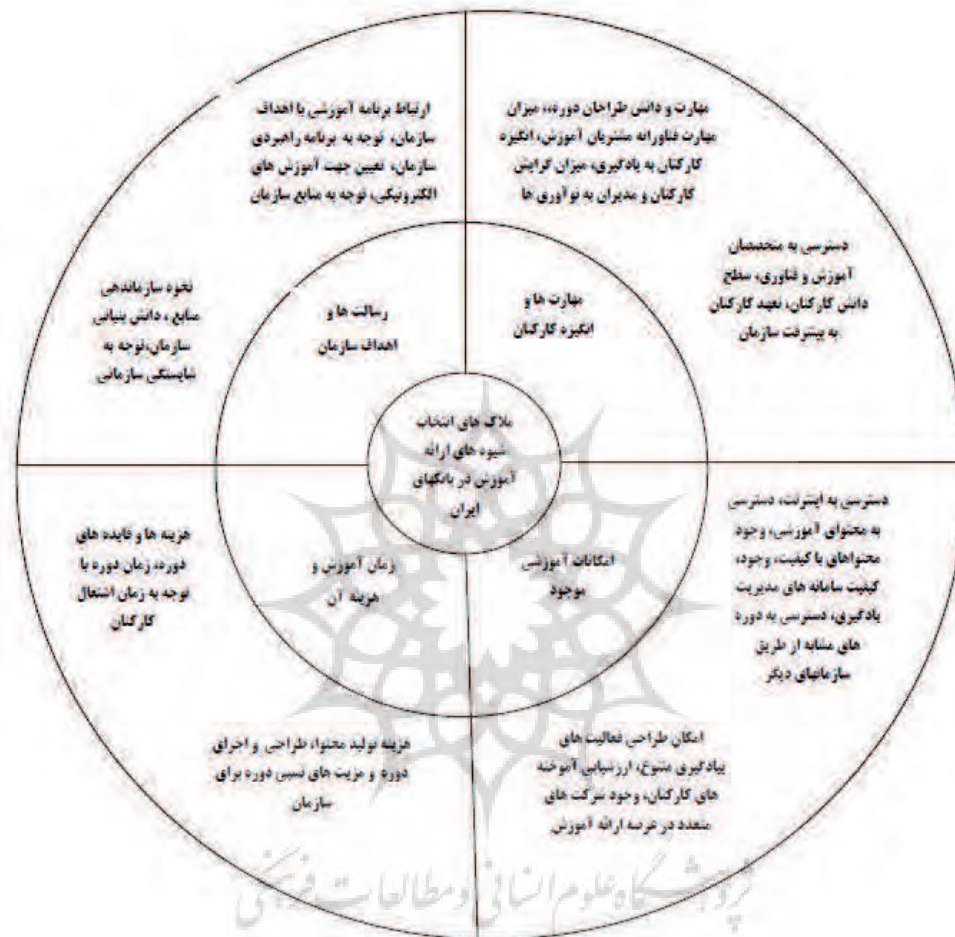 مهارت و دانش طراحان دوره، میزان
مهارت فناورانه مشتریان آموزش، انگیزه
کارکنان به یادگیری، میزان گرایش
کارکنان و مدیران به نوآوری ها
دسترسی به متخصصان
آموزش و فناوری، سطح
دانش کارکنان، تعهد کارکنان
به پیشرفت سازمان
ارتباط برنامه آموزشی با اهداف
سازمان، توجه به برنامه راهبردی
سازمان، تعیین جهت آموزش های
الکترونیکی، توجه به منابع سازمان
نحوه سازماندهی
منابع، دانش بنیانی
سازمان، توجه به
شایستگی سازمانی
مهارت ها و
انگیزه کارکنان
رسالت ها و
اهداف سازمان
ملاک های انتخاب
شیوه های ارائه
آموزش در بانکهای
ایران
امکانات آموزشی
موجود
زمان آموزش و
هزینه آن
دسترسی به اینترنت، دسترسی
به محتوای آموزشی، وجود
محتواهای با کیفیت، وجود،
کیفیت سامانه های مدیریت
یادگیری، دسترسی به دوره
های مشابه از طریق
سازمانهای دیگر
امکان طراحی فعالیت های
یادگیری متنوع، ارزشیابی آموخته
های کارکنان، وجود شرکت های
متعدد در عرصه ارائه آموزش
هزینه ها و فایده های
دوره، زمان دوره با
توجه به زمان اشتغال
کارکنان
هزینه تولید محتوا، طراحی و اجرای
دوره و مزیت های نسبی دوره برای
سازمان
پژوهشگاه علوم انسانی و مطالعات فرهنگی